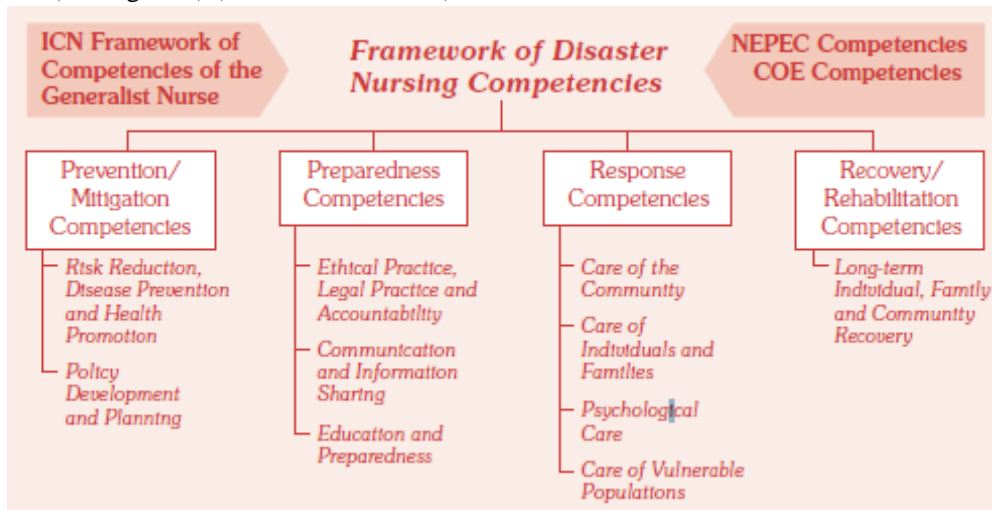 ICN Framework of
Competencies of the
Generalist Nurse
Framework of Disaster
Nursing Competencies
NEPEC Competencies
COE Competencies
Prevention/
Mitigation
Competencies
Risk Reduction,
Disease Prevention
and Health
Promotion
Policy
Development
and Planning
Preparedness
Competencies
Ethical Practice,
Legal Practice and
Accountability
Communication
and Information
Sharing
Education and
Preparedness
Response
Competencies
Care of the
Community
Care of
Individuals and
Families
Psychological
Care
Care of Vulnerable
Populations
Recovery/
Rehabilitation
Competencies
Long-term
Individual, Family
and Community
Recovery